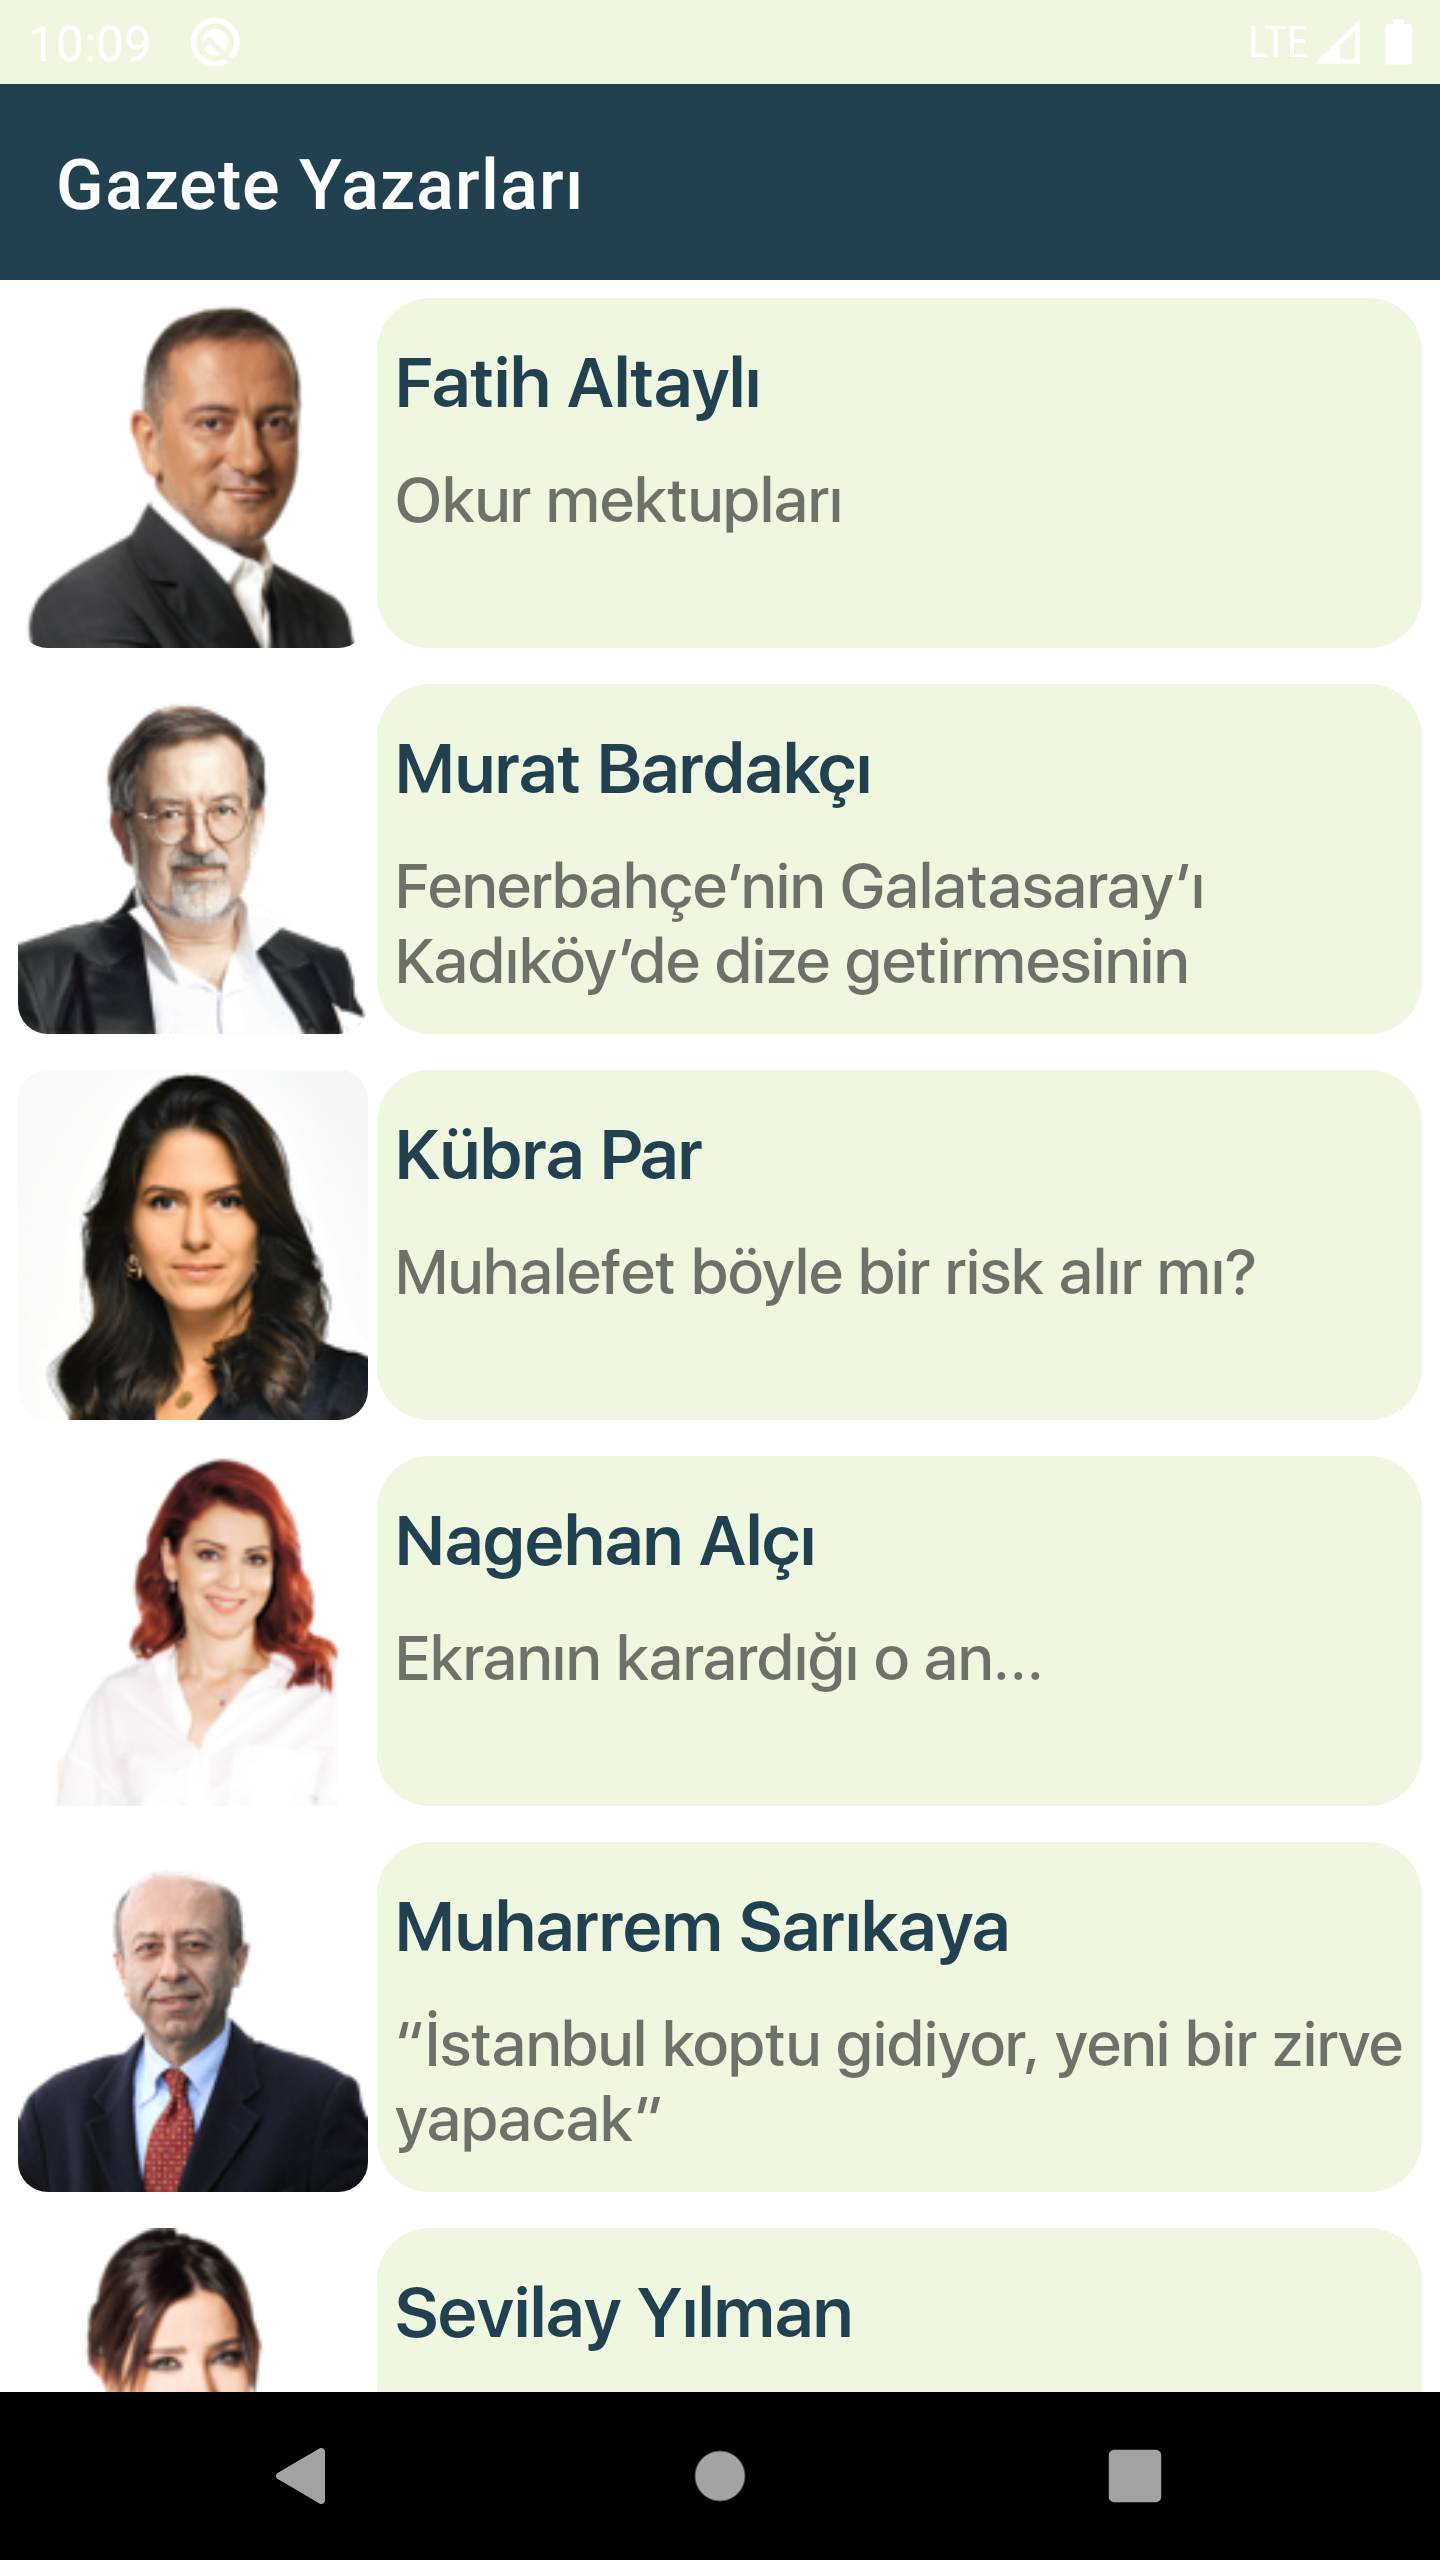 10:09 LTE
Gazete Yazarları
Fatih Altaylı
Okur mektupları
Murat Bardakçı
Fenerbahçe’nin Galatasaray’ı
Kadıköy’de dize getirmesinin
Kübra Par
Muhalefet böyle bir risk alır mı?
Nagehan Alçı
Ekranın karardığı o an...
Muharrem Sarıkaya
“İstanbul koptu gidiyor, yeni bir zirve
yapacak”
Sevilay Yılman